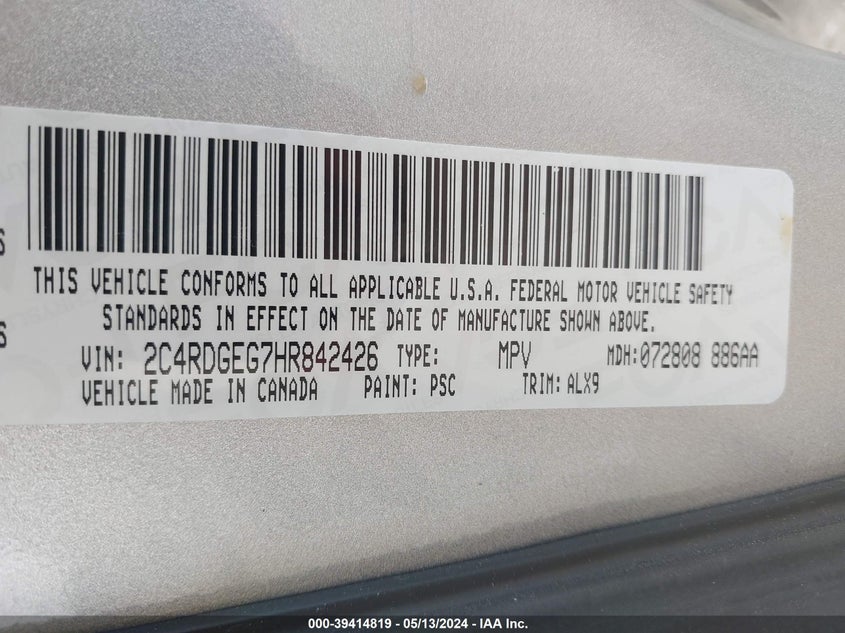 THIS VEHICLE CONFORMS TO ALL APPLICABLE U.S.A. FEDERAL MOTOR VEHICLE SAFETY
STANDARDS IN EFFECT ON THE DATE OF MANUFACTURE SHOWN ABOVE.
VIN: 2C4RDGEG7HR842426 TYPE: MPV MDH: 072808 886AA
VEHICLE MADE IN CANADA PAINT: PSC TRIM: ALX9
000-39414819 - 05/13/2024 - IAA Inc.